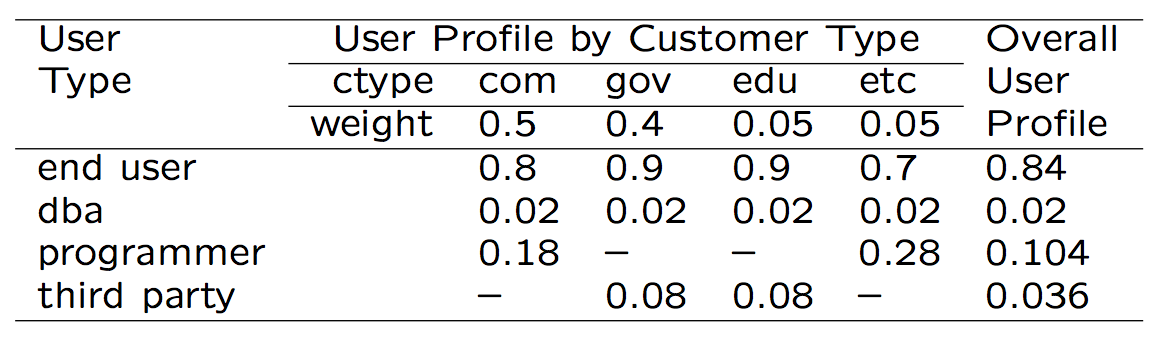 User User Profile by Customer Type Overall
Type ctype com gov edu etc User
weight 0.5 0.4 0.05 0.05 Profile
end user 0.8 0.9 0.9 0.7 0.84
dba 0.02 0.02 0.02 0.02 0.02
programmer 0.18 – – 0.28 0.104
third party – 0.08 0.08 – 0.036